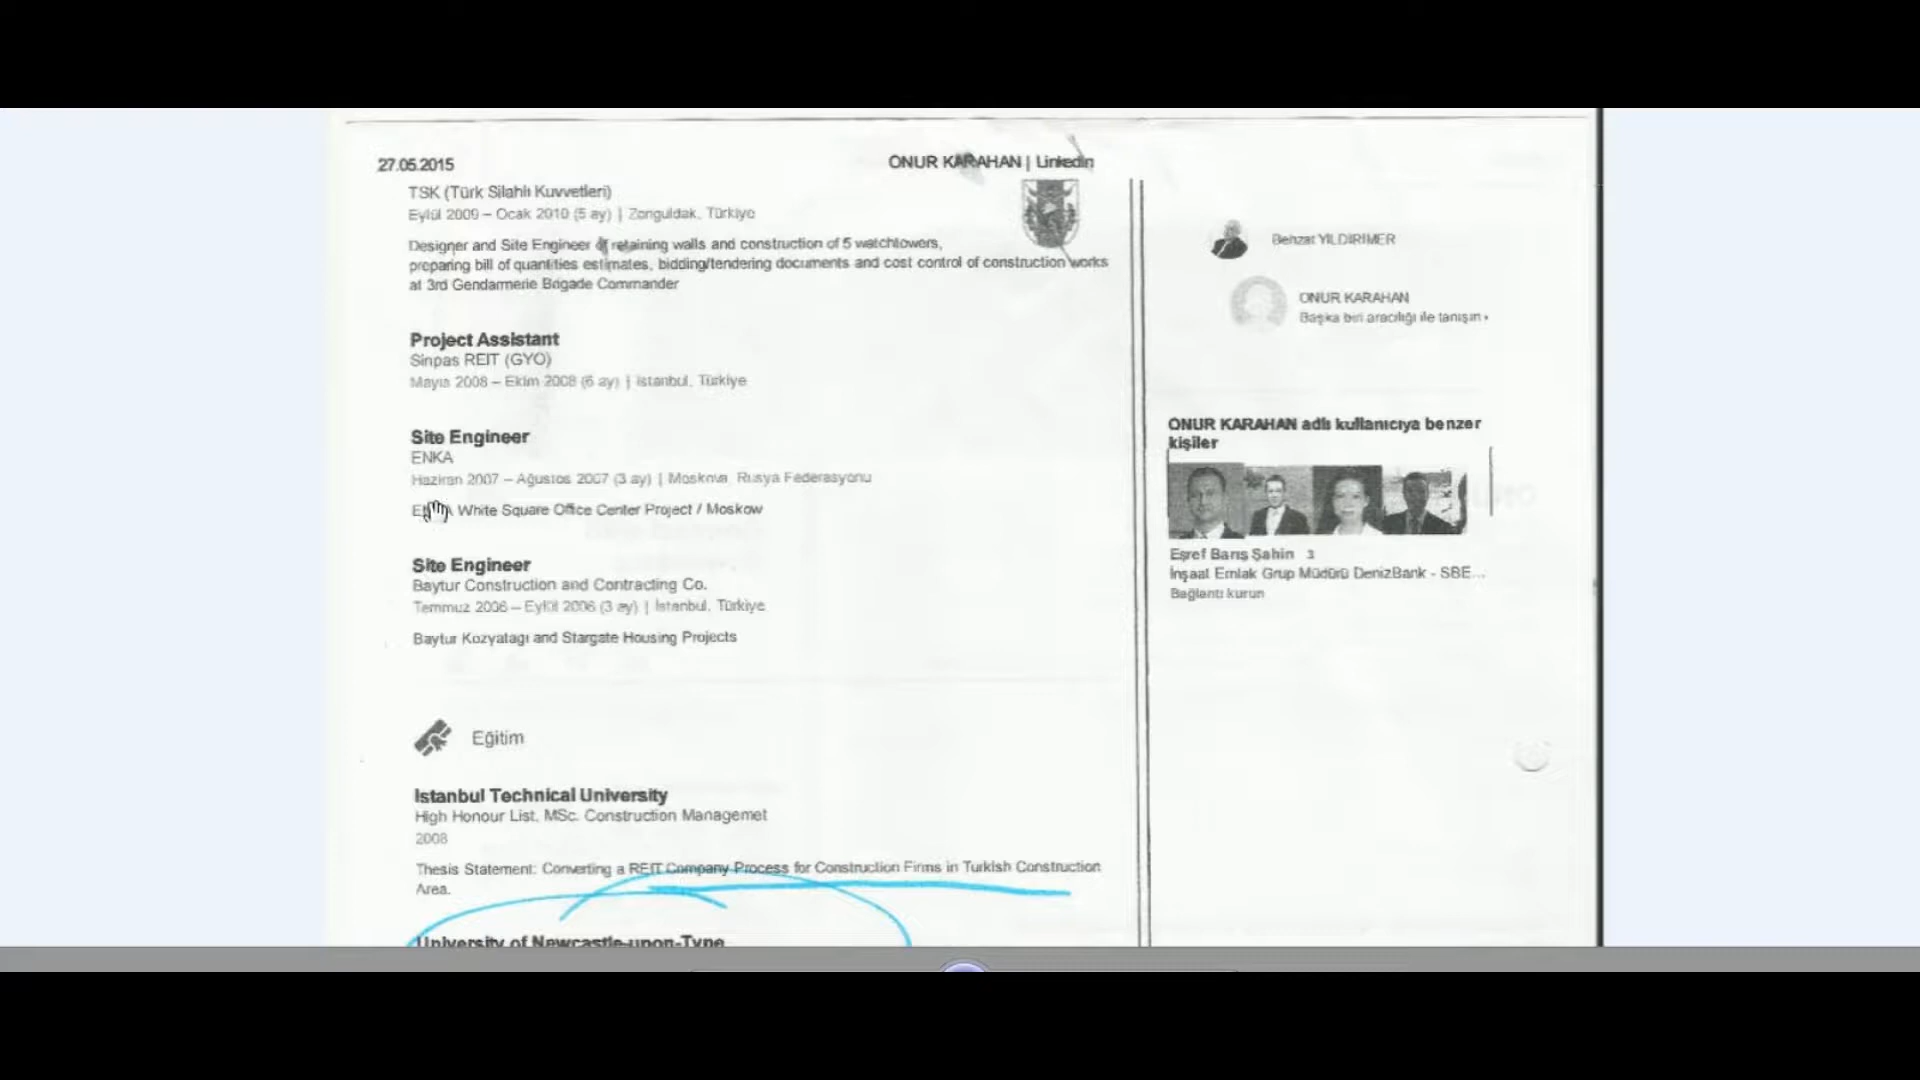 27.05.2015
ONUR KARAHAN | LinkedIn
TSK (Türk Silahlı Kuvvetleri)
Eylül 2009 – Ocak 2010 (5 ay) | Zonguldak, Türkiye
Designer and Site Engineer of retaining walls and construction of 5 watchtowers,
preparing bill of quantities estimates, bidding/tendering documents and cost control of construction works
at 3rd Gendarmerie Brigade Commander
Project Assistant
Sinpas REIT (GYO)
Mayıs 2008 – Ekim 2008 (6 ay) | İstanbul, Türkiye
Site Engineer
ENKA
Haziran 2007 – Ağustos 2007 (3 ay) | Moskova, Rusya Federasyonu
White Square Office Center Project / Moskow
Site Engineer
Baytur Construction and Contracting Co.
Temmuz 2006 – Eylül 2006 (3 ay) | İstanbul, Türkiye
Baytur Kozyatagı and Stargate Housing Projects
Eğitim
Istanbul Technical University
High Honour List, MSc. Construction Managemet
2008
Thesis Statement: Converting a REIT Company Process for Construction Firms in Turkish Construction
Area.
University of Newcastle-upon-Type
Behzat YILDIRIMER
ONUR KARAHAN
Başka biri aracılığı ile tanışın
ONUR KARAHAN adlı kullanıcıya benzer
kişiler
Eşref Barış Şahin 3
İnşaat Emlak Grup Müdürü DenizBank - SBE...
Bağlantı kurun